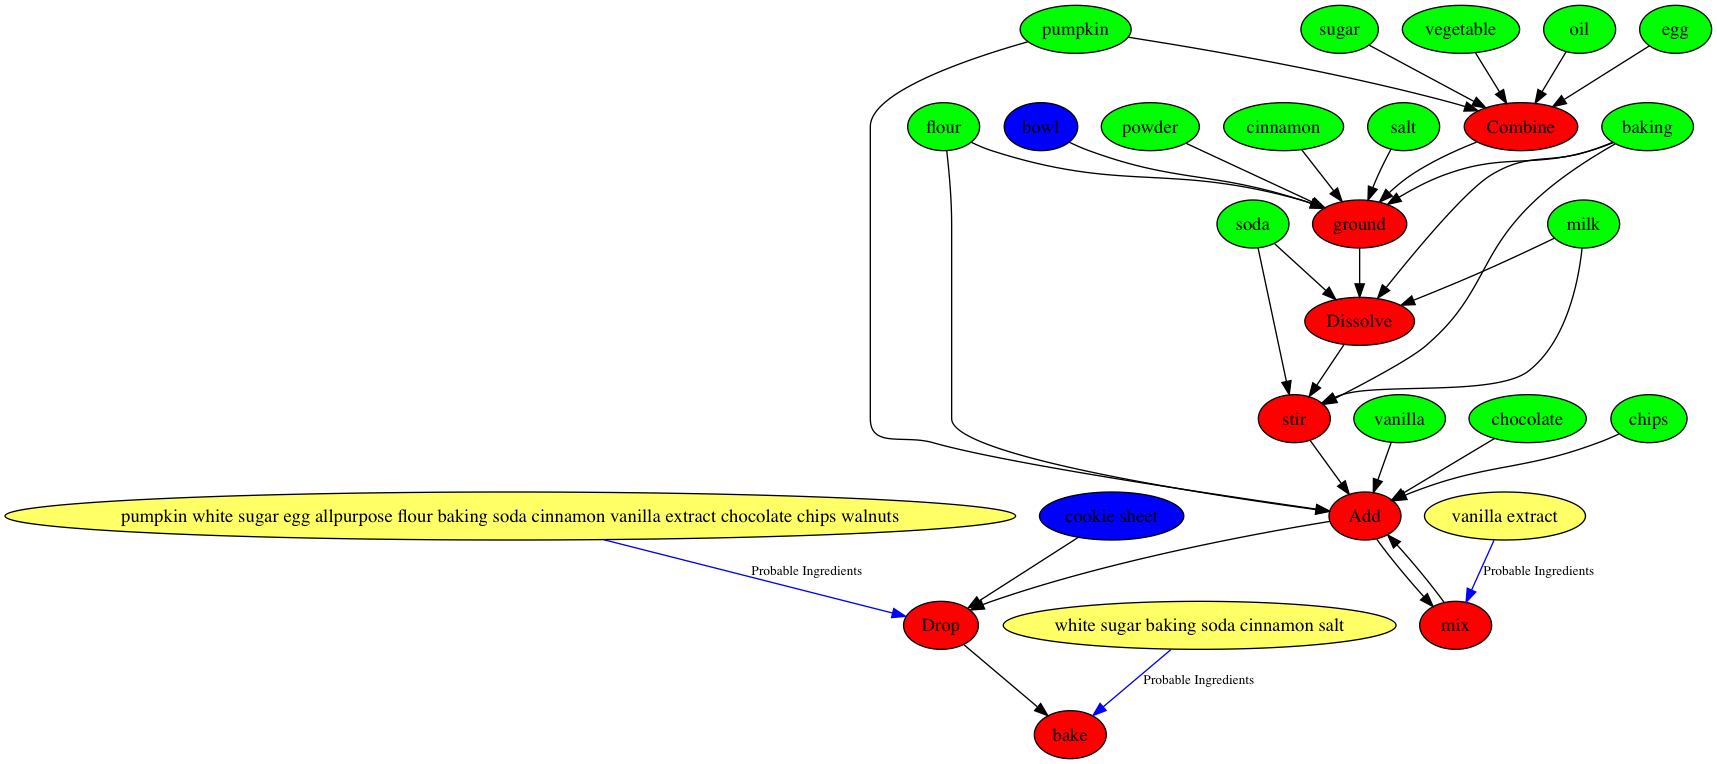 pumpkin
sugar
vegetable
oil
egg
flour
bowl
powder
cinnamon
salt
Combine
baking
soda
ground
milk
Dissolve
stir
vanilla
chocolate
chips
pumpkin white sugar egg allpurpose flour baking soda cinnamon vanilla extract chocolate chips walnuts
cookie sheet
Add
vanilla extract
Probable Ingredients
Probable Ingredients
Drop
white sugar baking soda cinnamon salt
mix
Probable Ingredients
bake